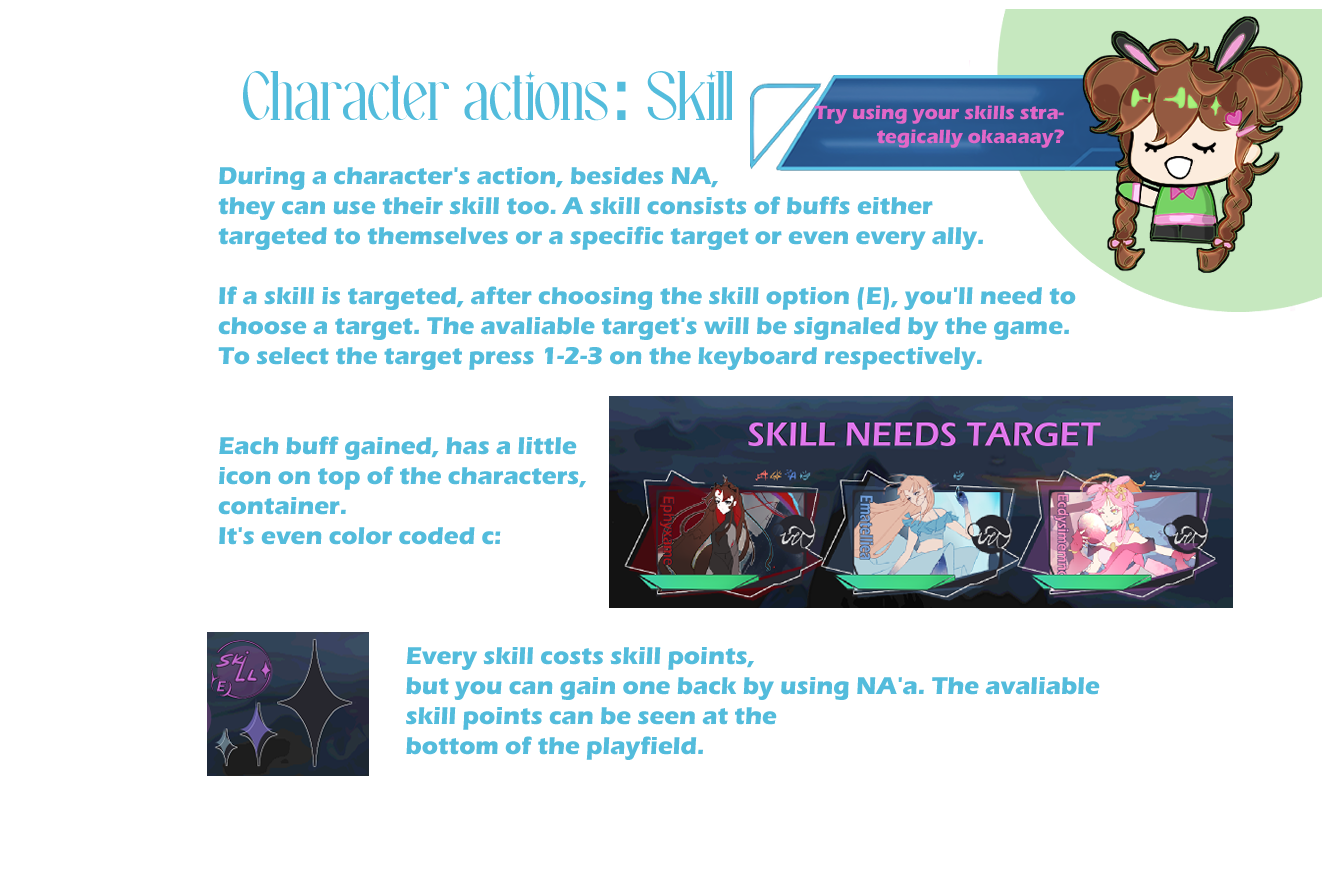 Character actions: Skill
Try using your skills stra-
tegically okaaaay?
During a character's action, besides NA,
they can use their skill too. A skill consists of buffs either
targeted to themselves or a specific target or even every ally.
If a skill is targeted, after choosing the skill option (E), you'll need to
choose a target. The avaliable target's will be signaled by the game.
To select the target press 1-2-3 on the keyboard respectively.
Each buff gained, has a little
icon on top of the characters,
container.
It's even color coded c:
SKILL NEEDS TARGET
Ematellea
SKiLL
E
Every skill costs skill points,
but you can gain one back by using NA'a. The avaliable
skill points can be seen at the
bottom of the playfield.